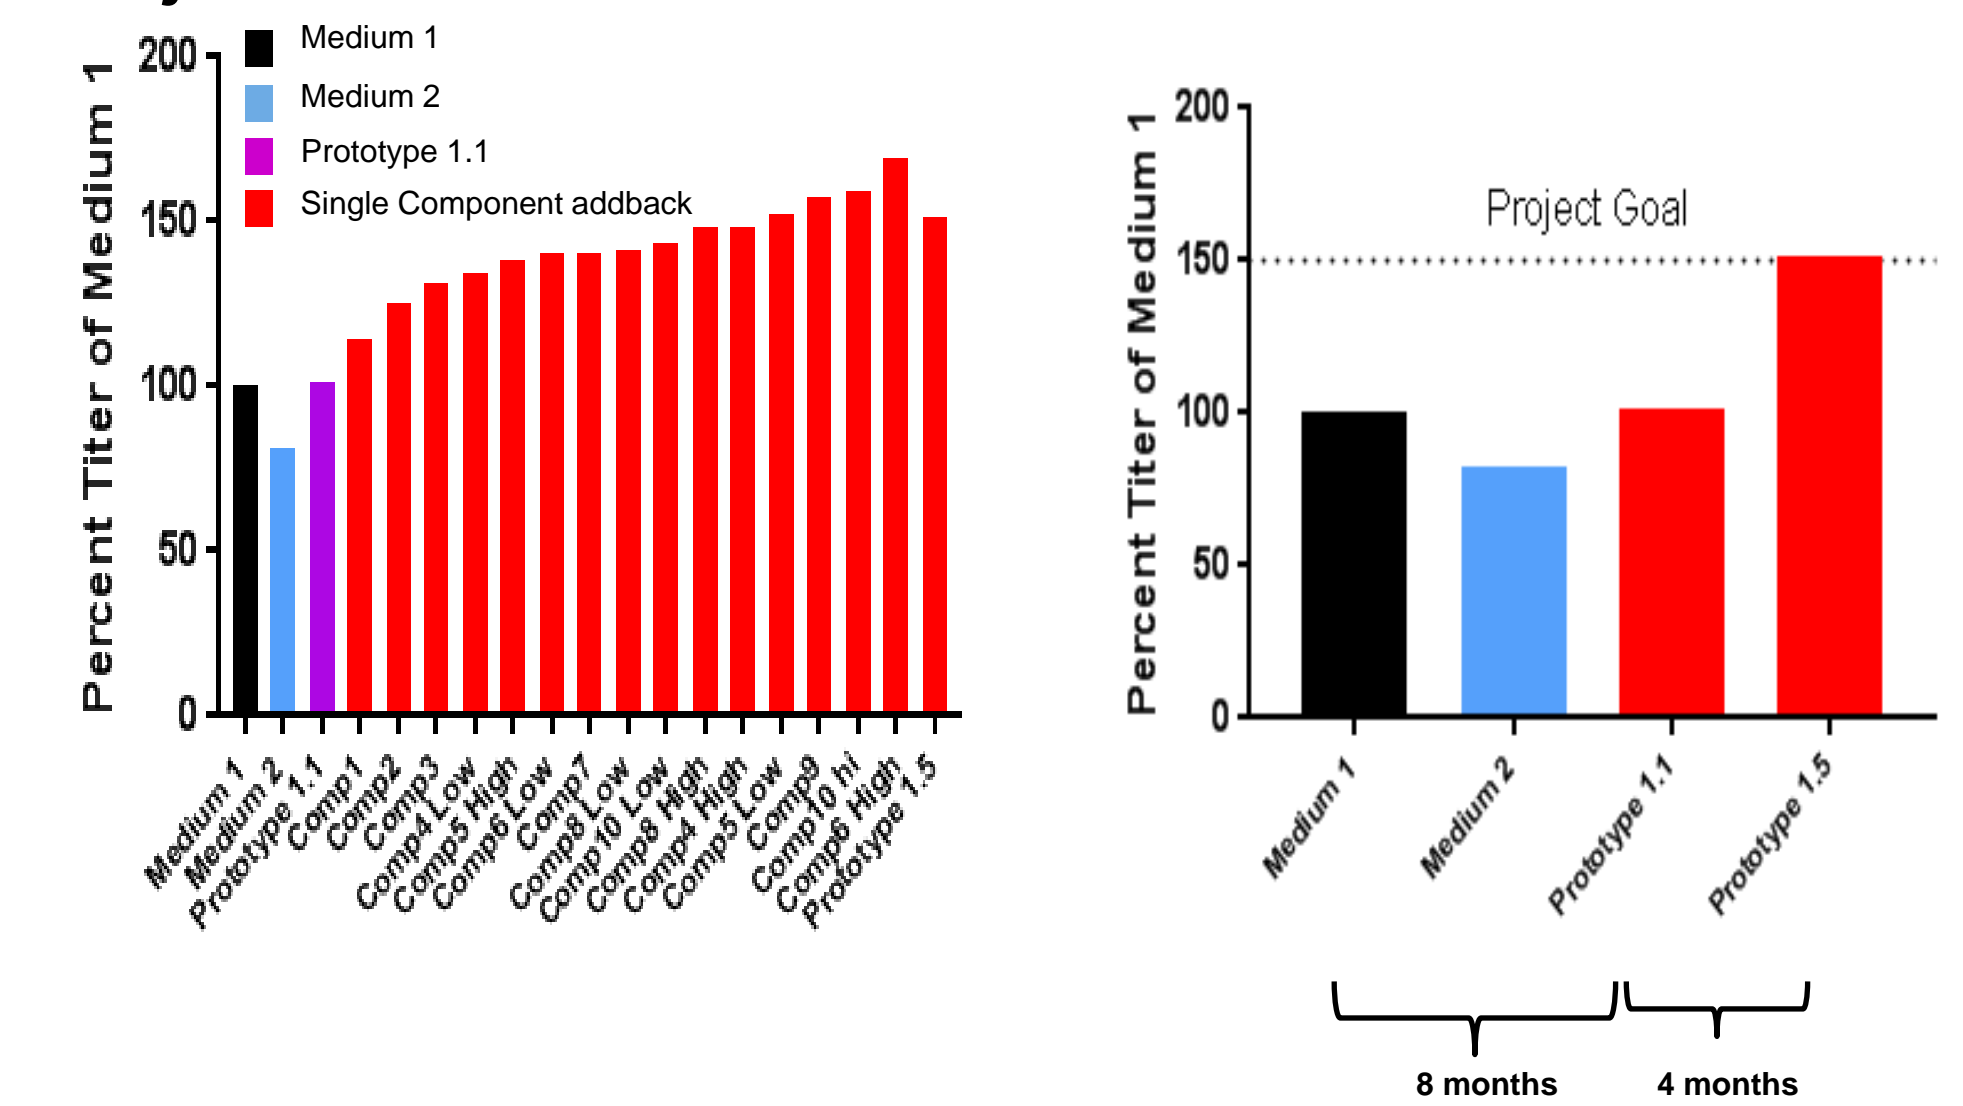 Medium 1
Medium 2
Prototype 1.1
Single Component addback
Percent Titer of Medium 1
200
150
100
50
0
Medium 1
Medium 2
Prototype 1.1
Comp1
Comp2
Comp3
Comp4 Low
Comp5 High
Comp6 Low
Comp7
Comp8 Low
Comp10 Low
Comp8 High
Comp4 High
Comp5 Low
Comp9
Comp10 hi
Comp6 High
Prototype 1.5
Percent Titer of Medium 1
200
150
100
50
0
Project Goal
Medium 1
Medium 2
Prototype 1.1
Prototype 1.5
8 months
4 months